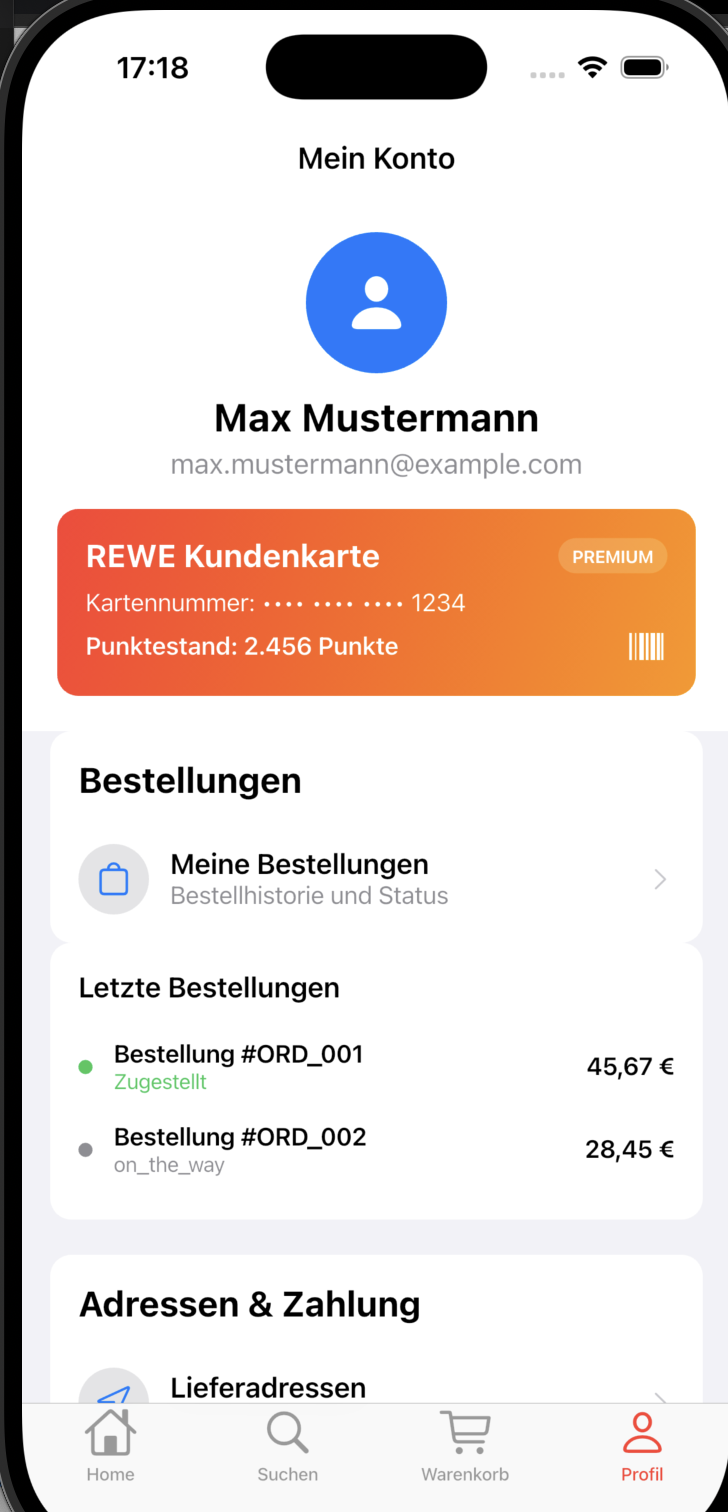 17:18
Mein Konto
Max Mustermann
max.mustermann@example.com
REWE Kundenkarte
PREMIUM
Kartennummer: •••• •••• •••• 1234
Punktestand: 2.456 Punkte
Bestellungen
Meine Bestellungen
Bestellhistorie und Status
Letzte Bestellungen
Bestellung #ORD_001
45,67 €
Zugestellt
Bestellung #ORD_002
28,45 €
on_the_way
Adressen & Zahlung
Lieferadressen
Home
Suchen
Warenkorb
Profil